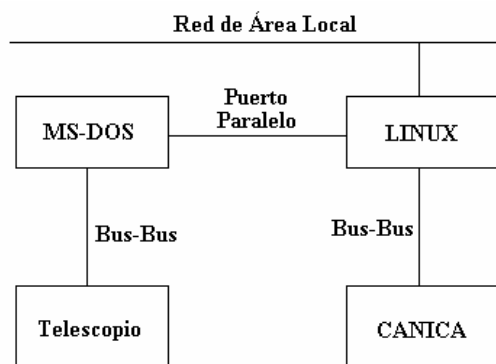 Red de Área Local
Puerto
Paralelo
MS-DOS
LINUX
Bus-Bus
Bus-Bus
Telescopio
CANICA